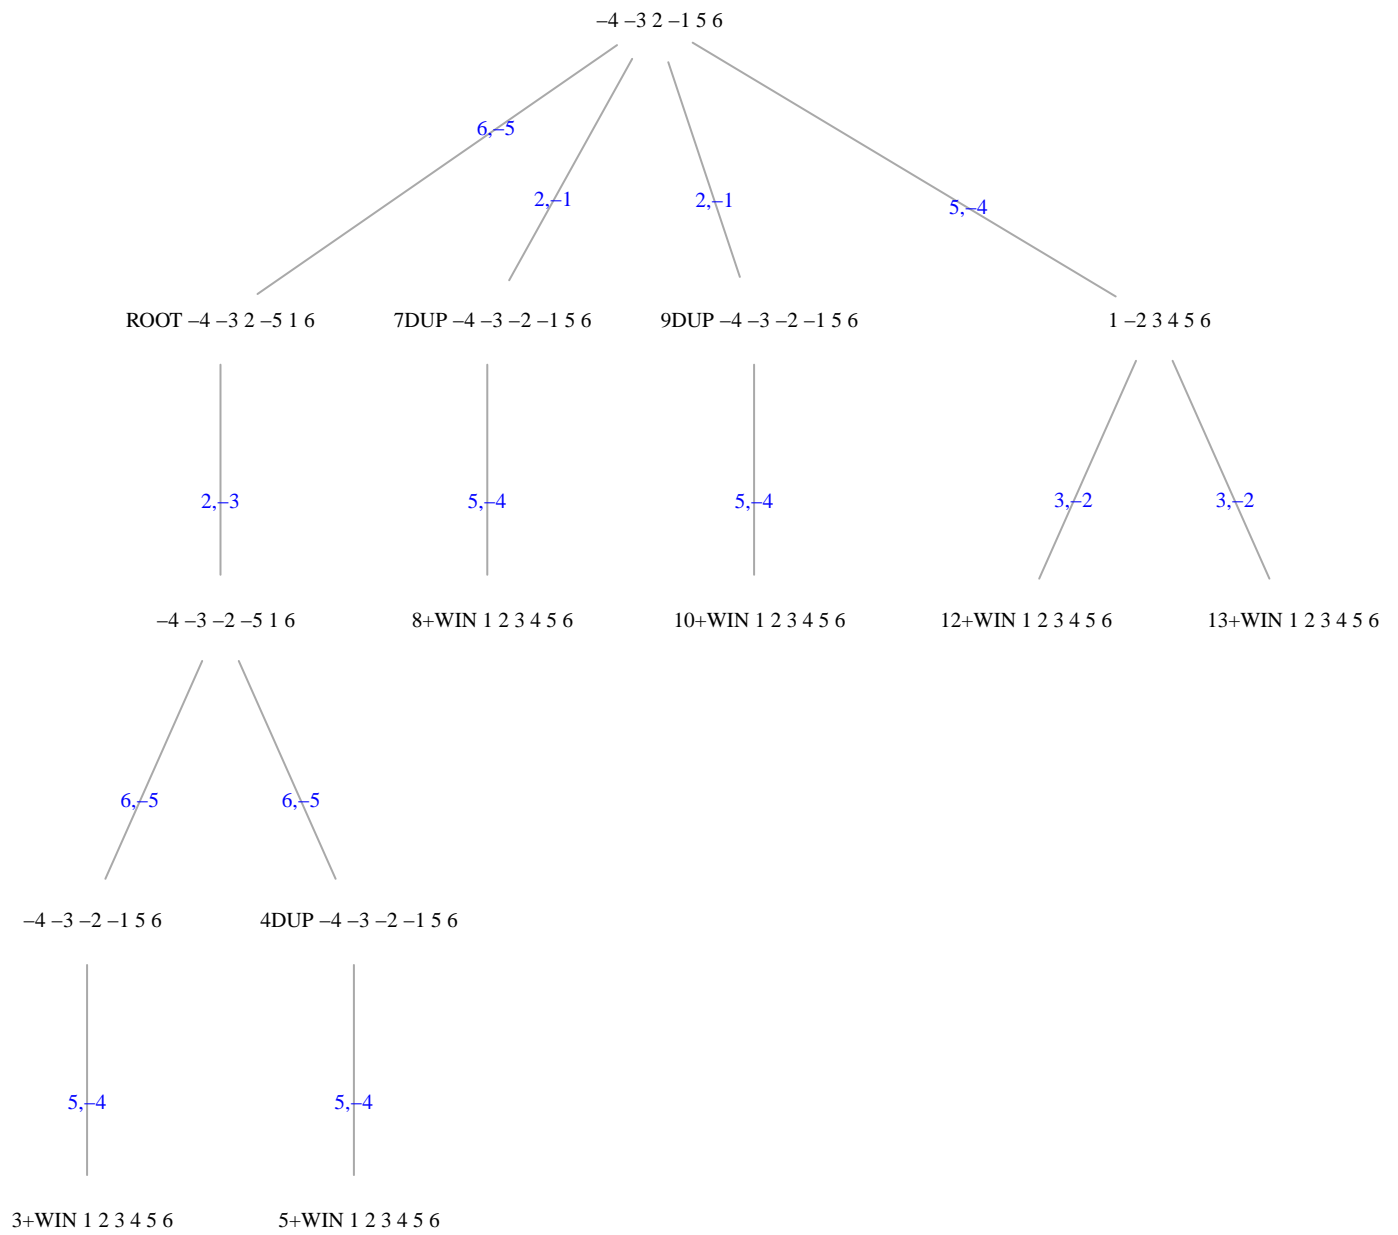 –4 –3 2 –1 5 6
6,–5
2,–1
2,–1
5,–4
ROOT –4 –3 2 –5 1 6
7DUP –4 –3 –2 –1 5 6
9DUP –4 –3 –2 –1 5 6
1 –2 3 4 5 6
2,–3
5,–4
5,–4
3,–2
3,–2
–4 –3 –2 –5 1 6
8+WIN 1 2 3 4 5 6
10+WIN 1 2 3 4 5 6
12+WIN 1 2 3 4 5 6
13+WIN 1 2 3 4 5 6
6,–5
6,–5
–4 –3 –2 –1 5 6
4DUP –4 –3 –2 –1 5 6
5,–4
5,–4
3+WIN 1 2 3 4 5 6
5+WIN 1 2 3 4 5 6